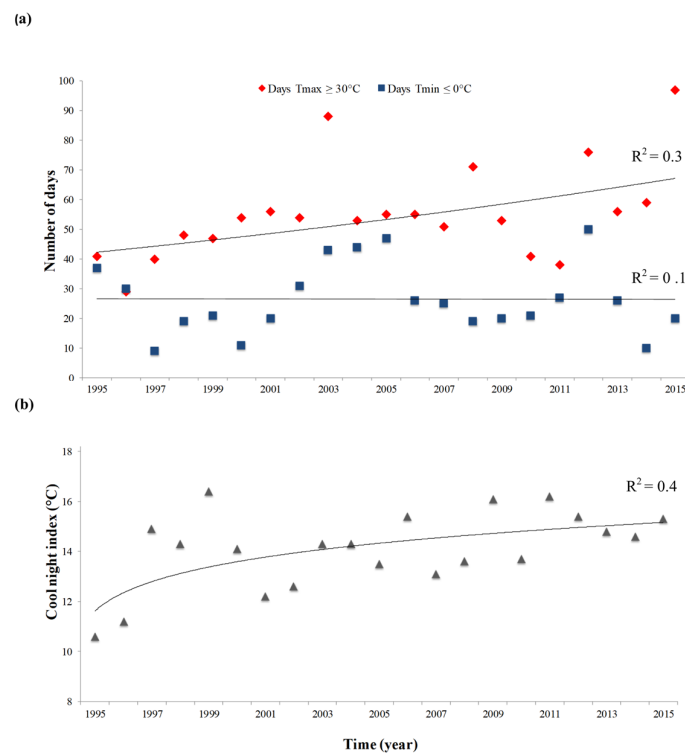 (a)
Days Tmax ≥ 30°C
Days Tmin ≤ 0°C
Number of days
100
90
80
70
60
50
40
30
20
10
0
R² = 0.3
R² = 0 .1
1995 1997 1999 2001 2003 2005 2007 2009 2011 2013 2015
(b)
Cool night index (°C)
18
16
14
12
10
8
R² = 0.4
1995 1997 1999 2001 2003 2005 2007 2009 2011 2013 2015
Time (year)